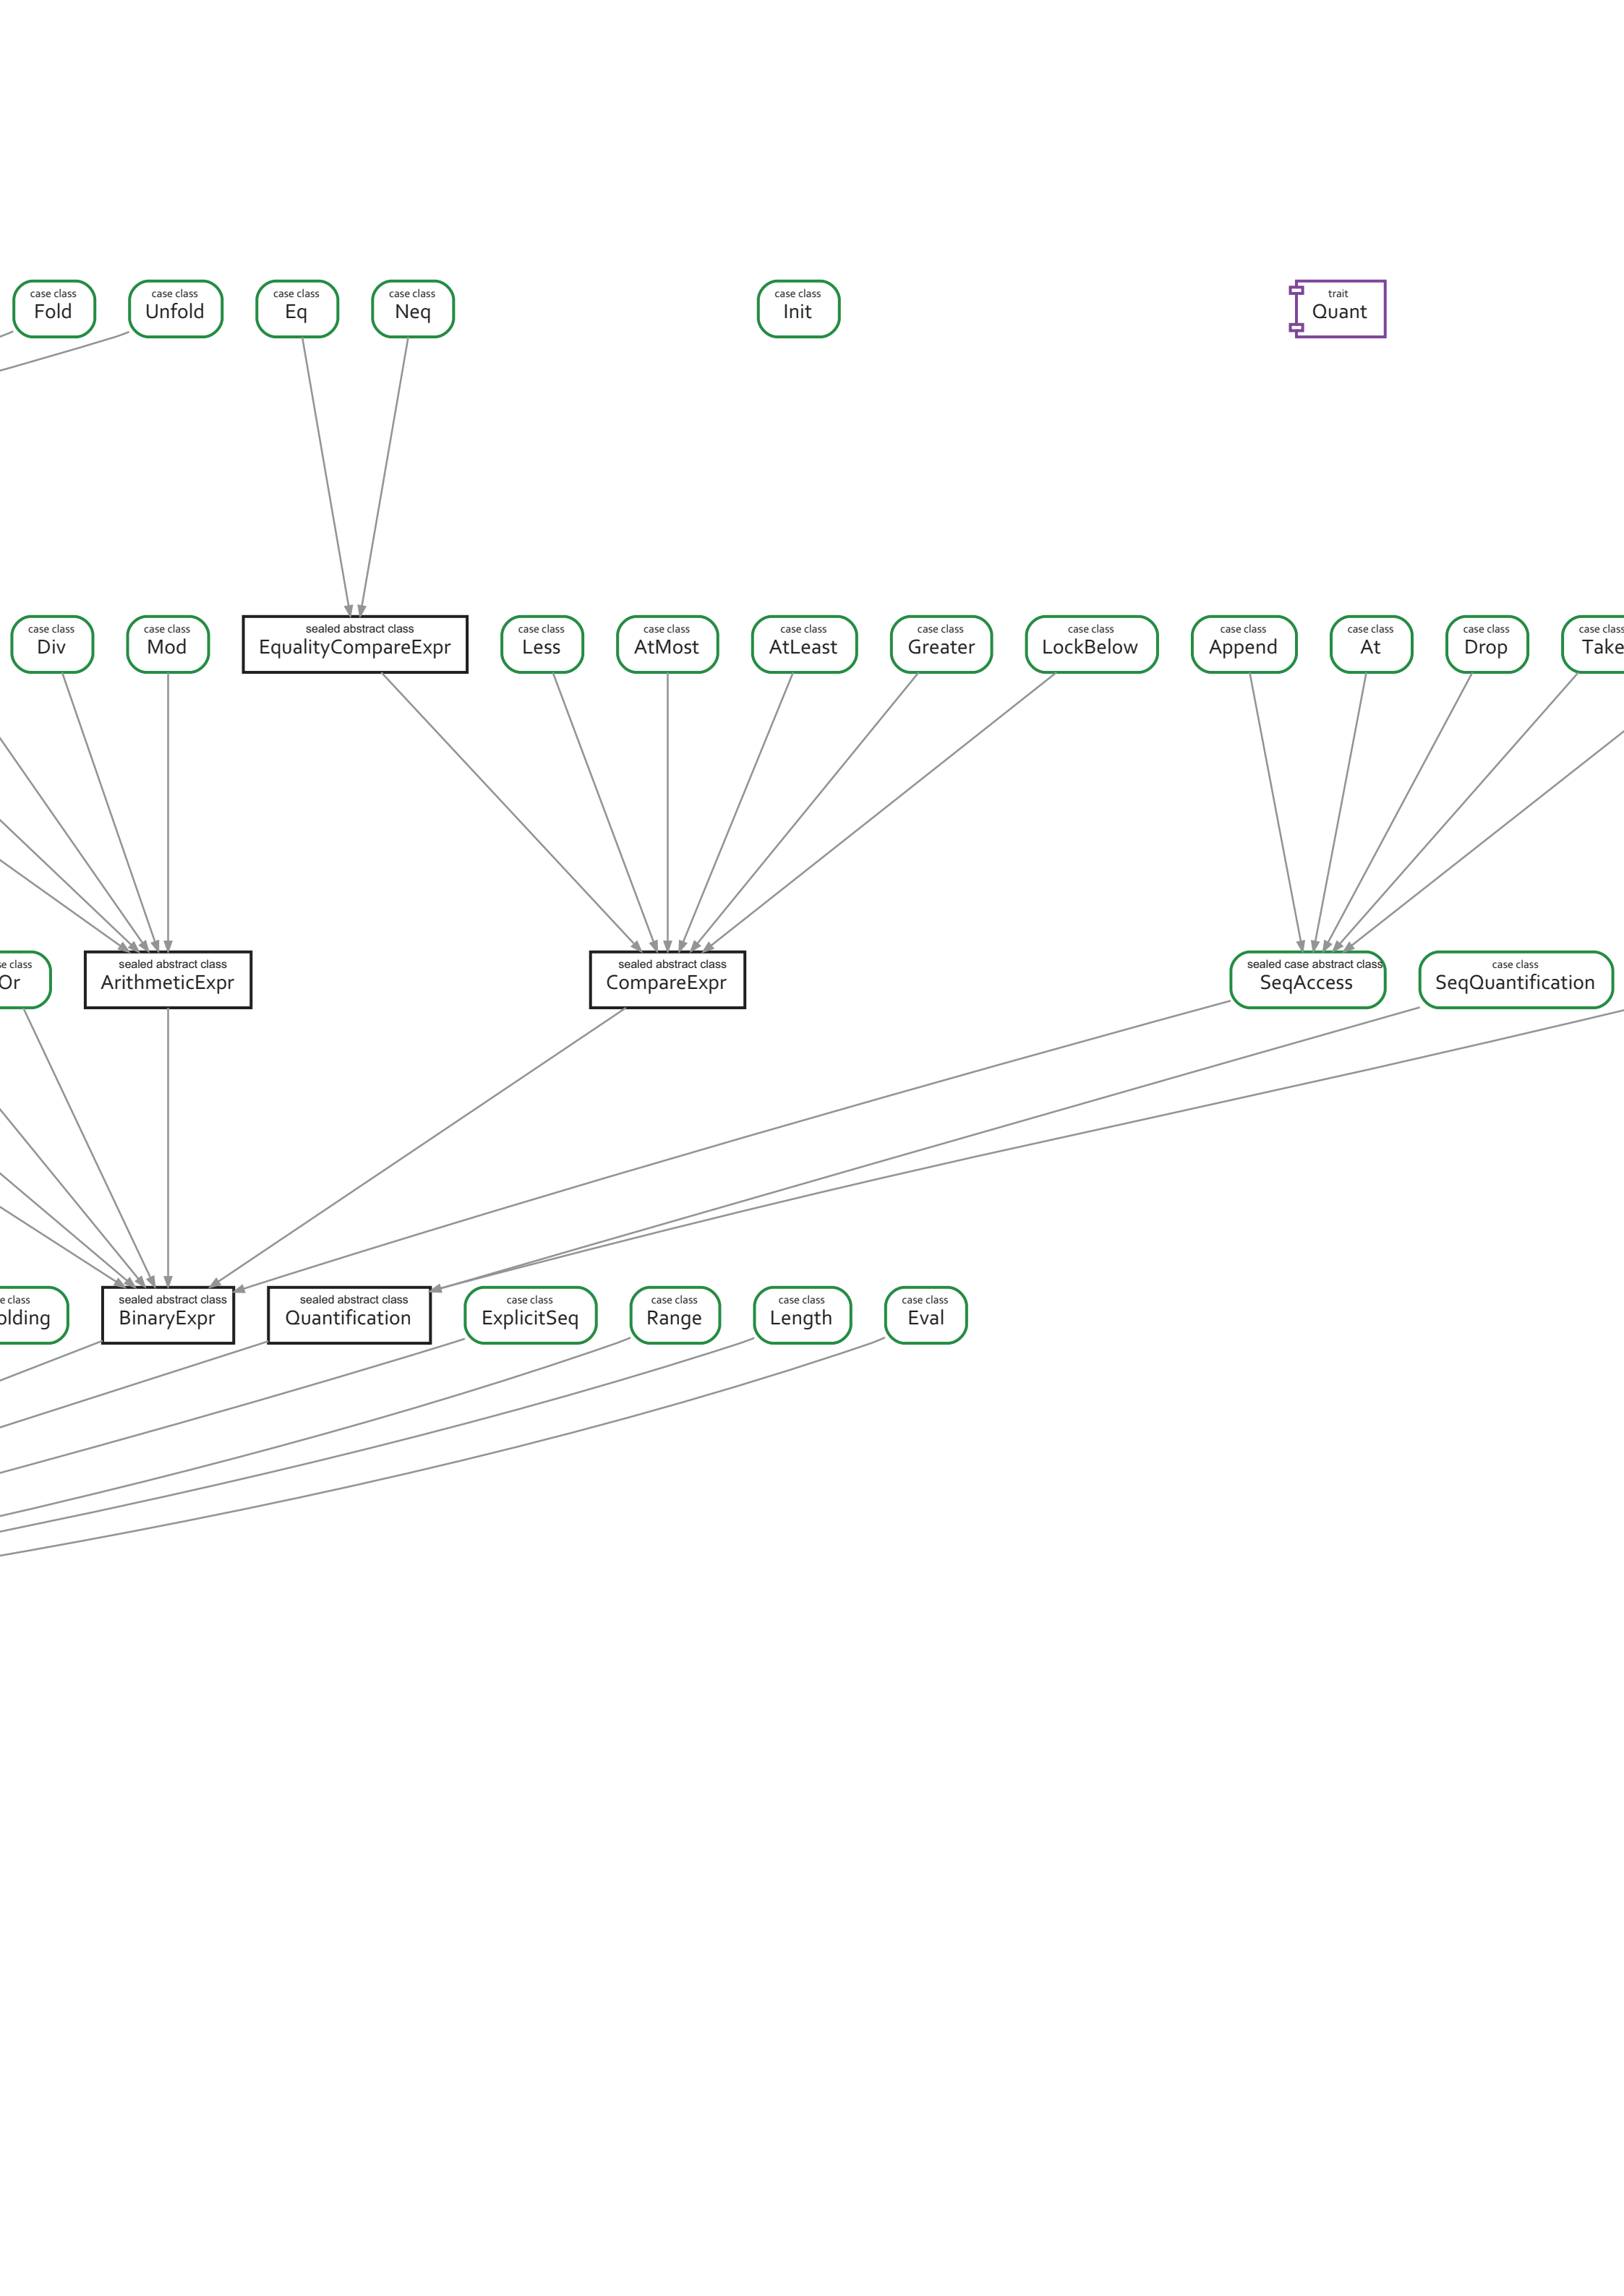 case class
Fold
case class
Unfold
case class
Eq
case class
Neq
case class
Init
trait
Quant
case class
Div
case class
Mod
sealed abstract class
EqualityCompareExpr
case class
Less
case class
AtMost
case class
AtLeast
case class
Greater
case class
LockBelow
case class
Append
case class
At
case class
Drop
case class
Take
se class
Or
sealed abstract class
ArithmeticExpr
sealed abstract class
CompareExpr
sealed case abstract class
SeqAccess
case class
SeqQuantification
e class
olding
sealed abstract class
BinaryExpr
sealed abstract class
Quantification
case class
ExplicitSeq
case class
Range
case class
Length
case class
Eval